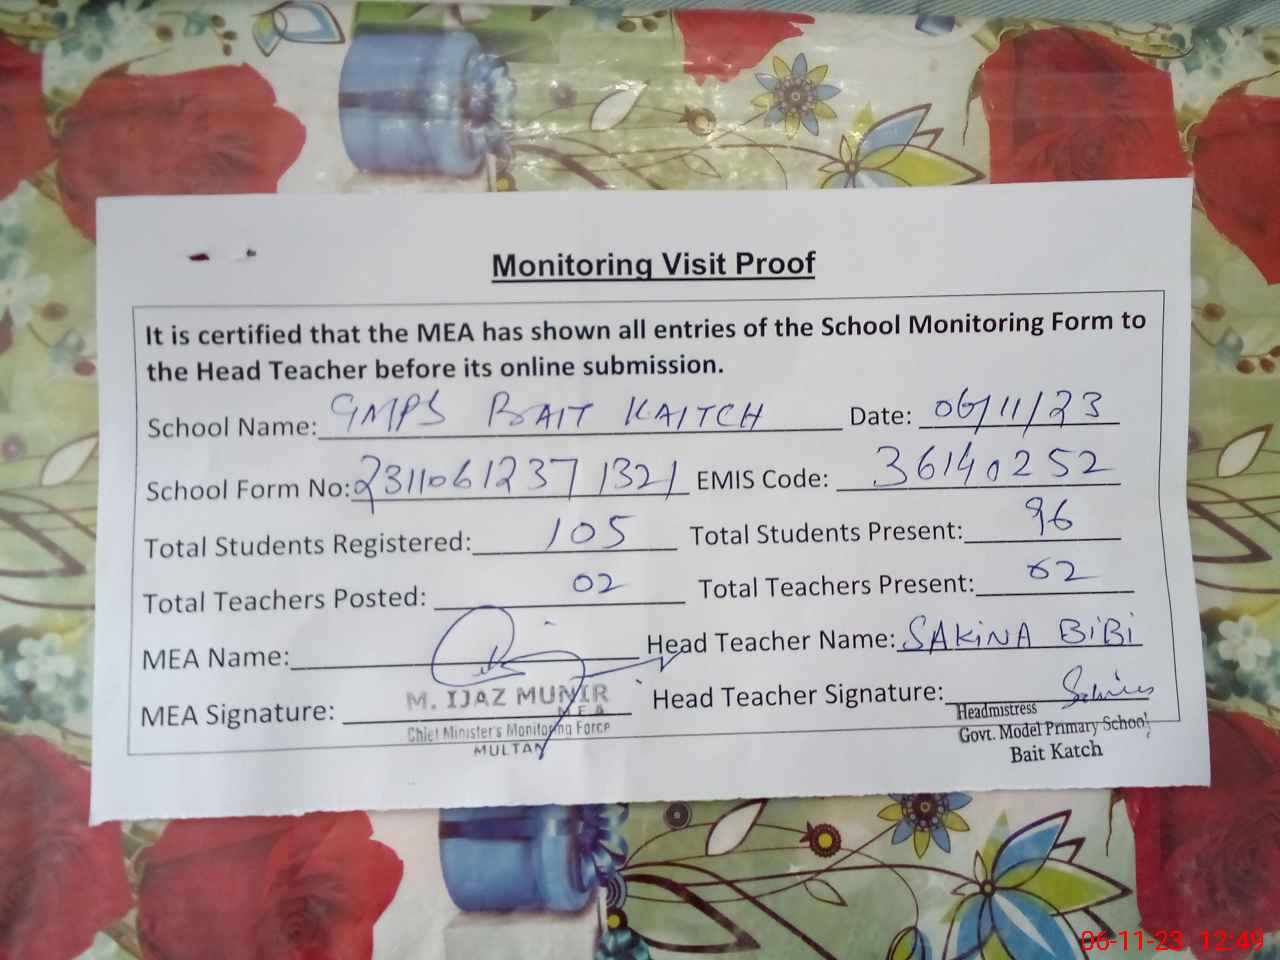 Monitoring Visit Proof
It is certified that the MEA has shown all entries of the School Monitoring Form to
the Head Teacher before its online submission.
School Name: GMPS BAIT KAITCH Date: 06/11/23
School Form No: 2311061237 1321 EMIS Code: 36140252
Total Students Registered: 105 Total Students Present: 96
Total Teachers Posted: 02 Total Teachers Present: 02
MEA Name: Head Teacher Name: SAKINA BIBI
MEA Signature: Head Teacher Signature:
M. IJAZ MUNIR
MEA
Chief Minister's Monitoring Force
MULTAN
Headmistress
Govt. Model Primary School
Bait Katch
06-11-23 12:49